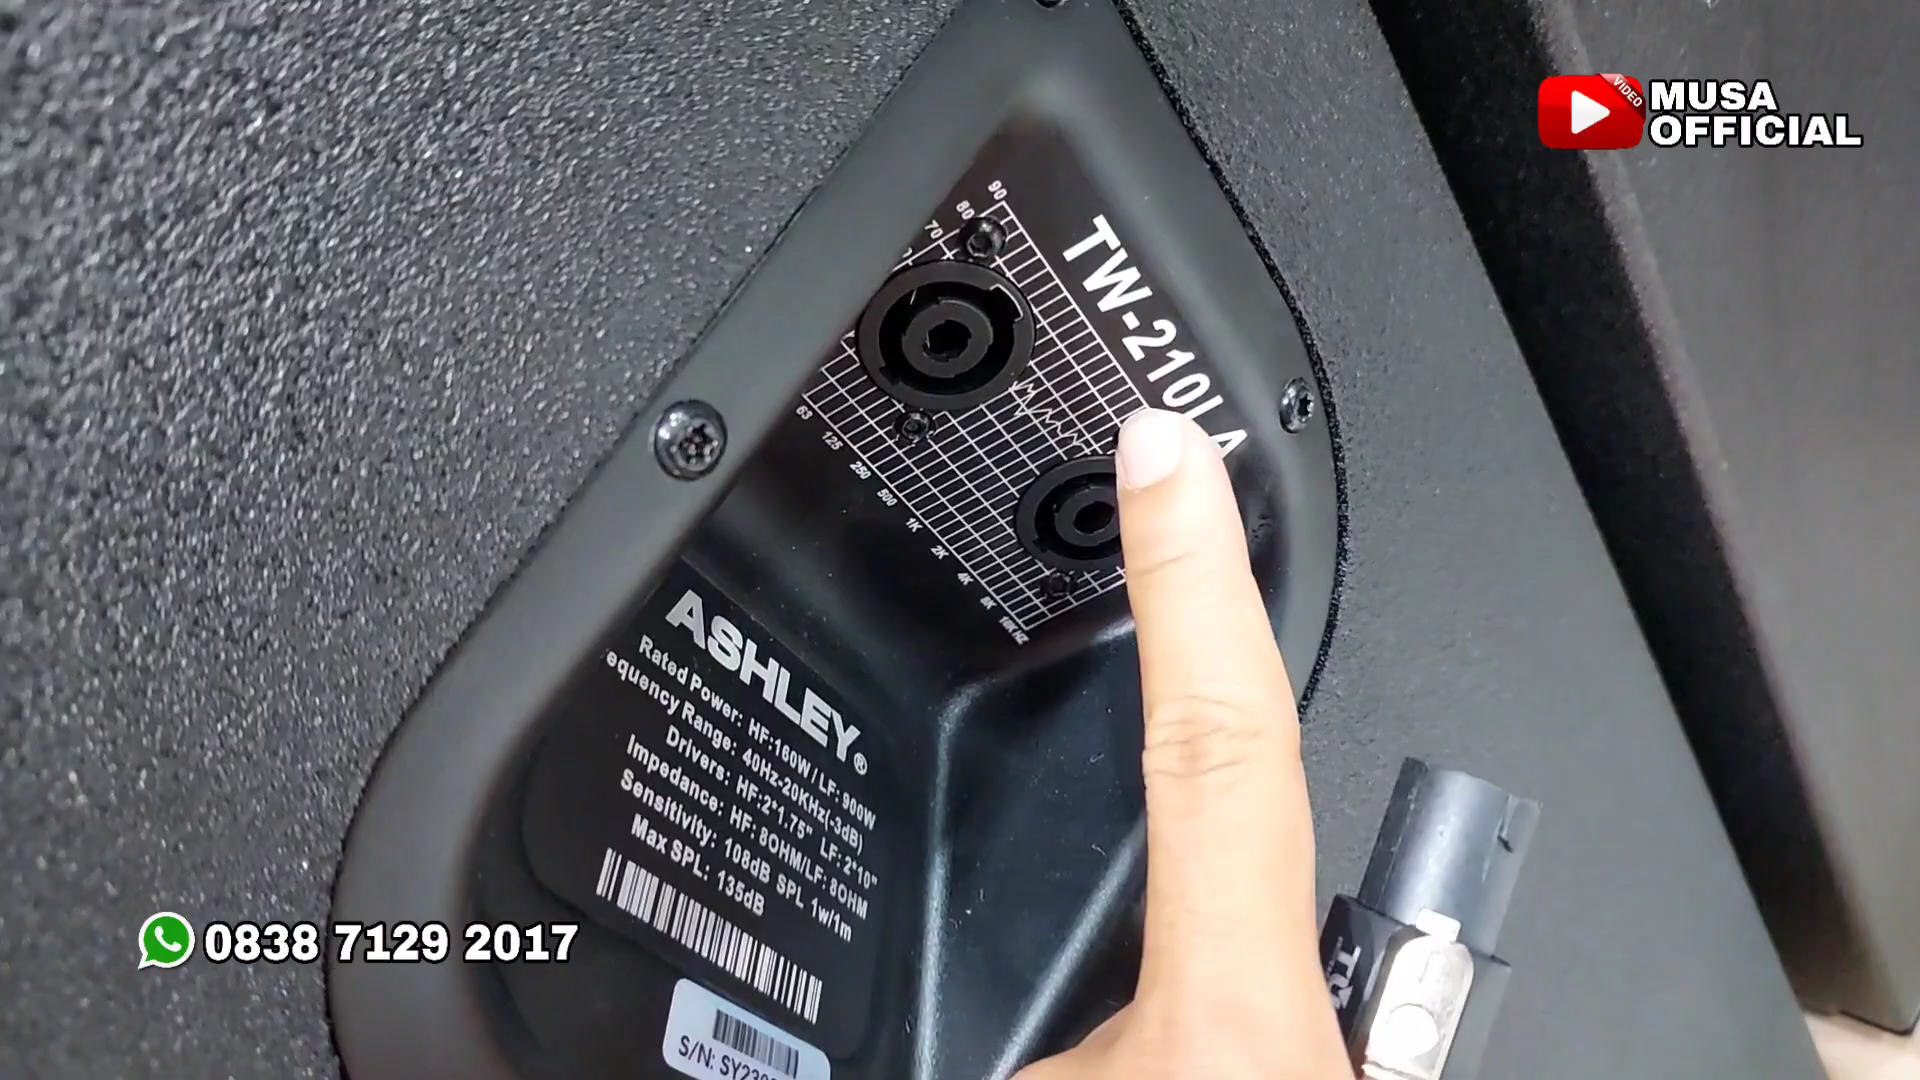 VIDEO
MUSA
OFFICIAL
90
80
70
TW-210LA
63 125 250 500 1K 2K 4K 8K 16K HZ
ASHLEY®
Rated Power: HF:160W / LF: 900W
equency Range: 40Hz-20KHz(-3dB)
Drivers: HF:2*1.75" LF: 2*10"
Impedance: HF: 8OHM/LF: 8OHM
Sensitivity: 108dB SPL 1w/1m
Max SPL: 135dB
0838 7129 2017
S/N: